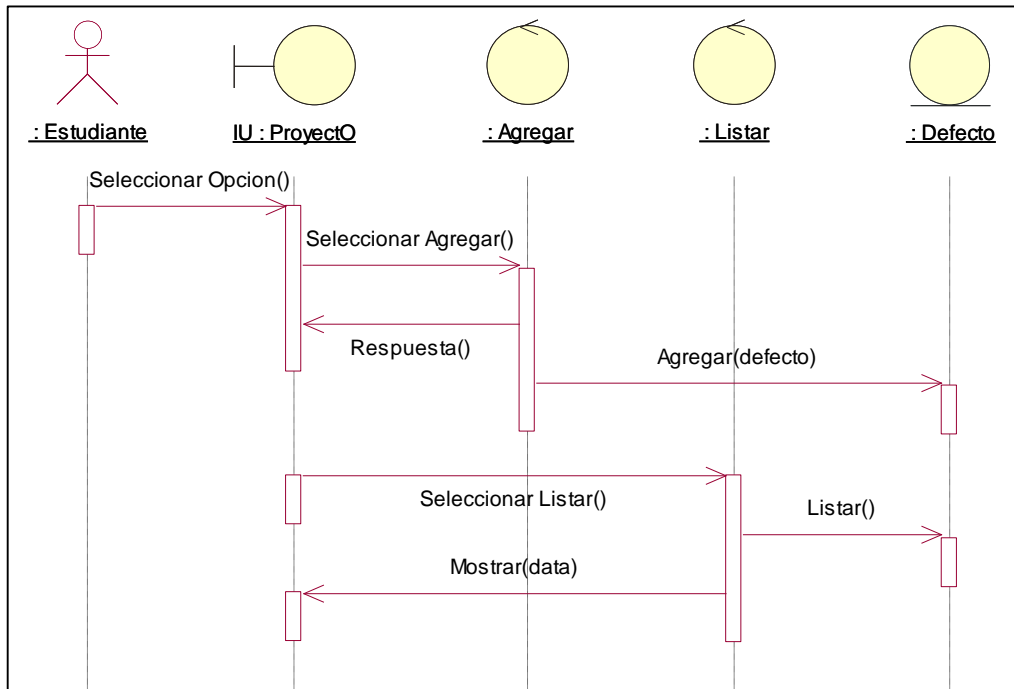 : Estudiante
IU : ProyectO
: Agregar
: Listar
: Defecto
Seleccionar Opcion()
Seleccionar Agregar()
Respuesta()
Agregar(defecto)
Seleccionar Listar()
Listar()
Mostrar(data)